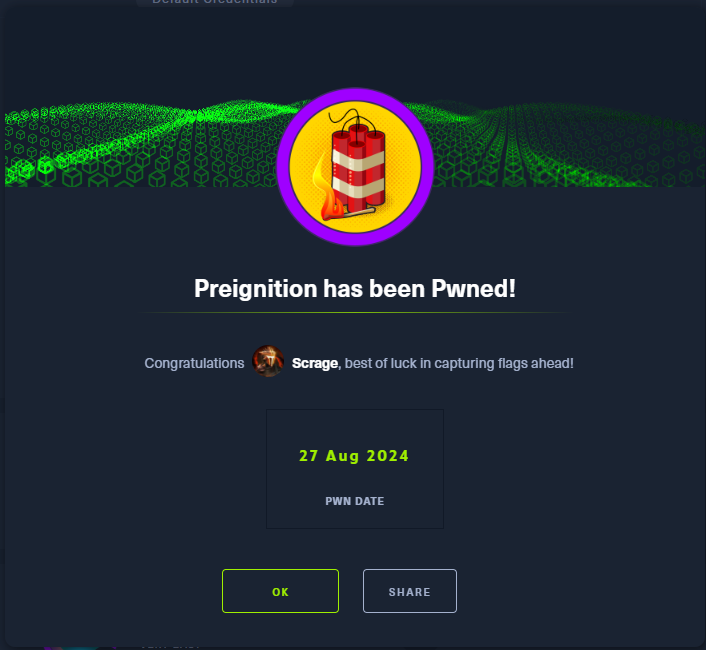 Default Credentials
Preignition has been Pwned!
Congratulations Scrage, best of luck in capturing flags ahead!
27 Aug 2024
PWN DATE
OK
SHARE